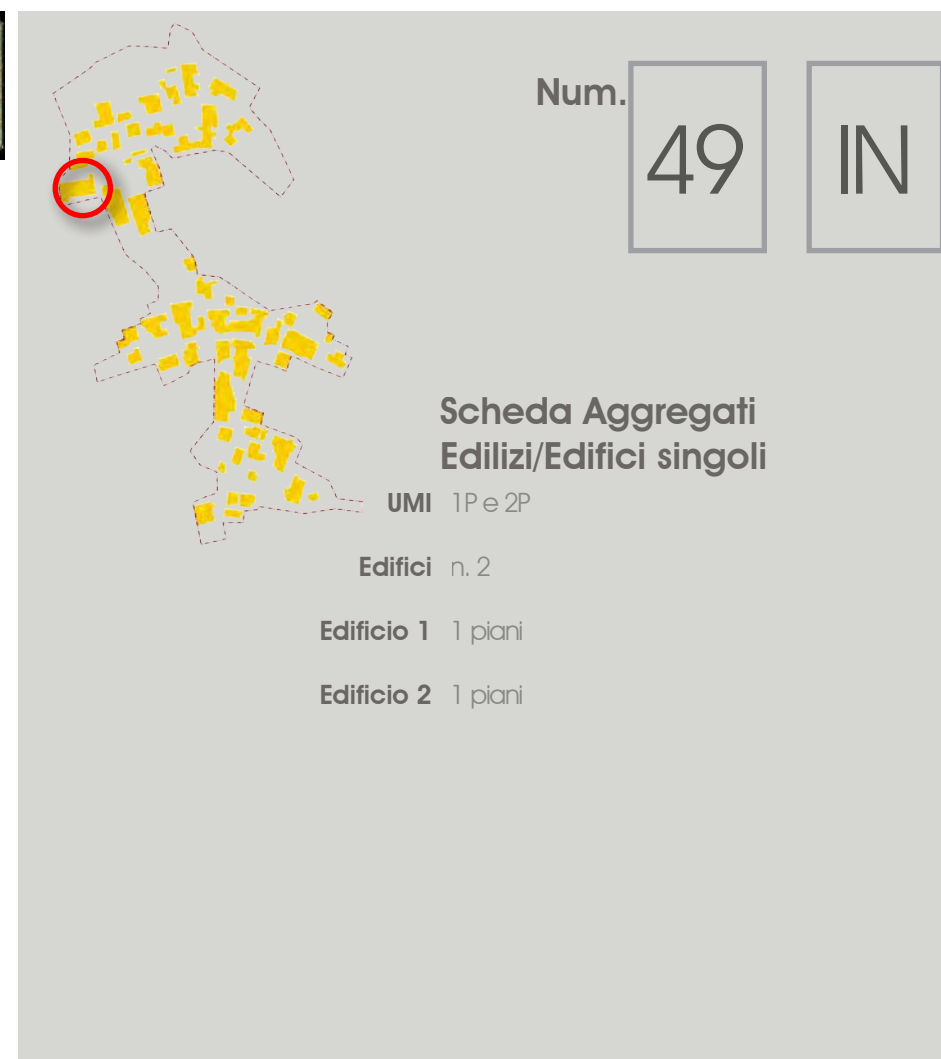 Num.
49
IN
Scheda Aggregati
Edilizi/Edifici singoli
UMI 1P e 2P
Edifici n. 2
Edificio 1 1 piani
Edificio 2 1 piani